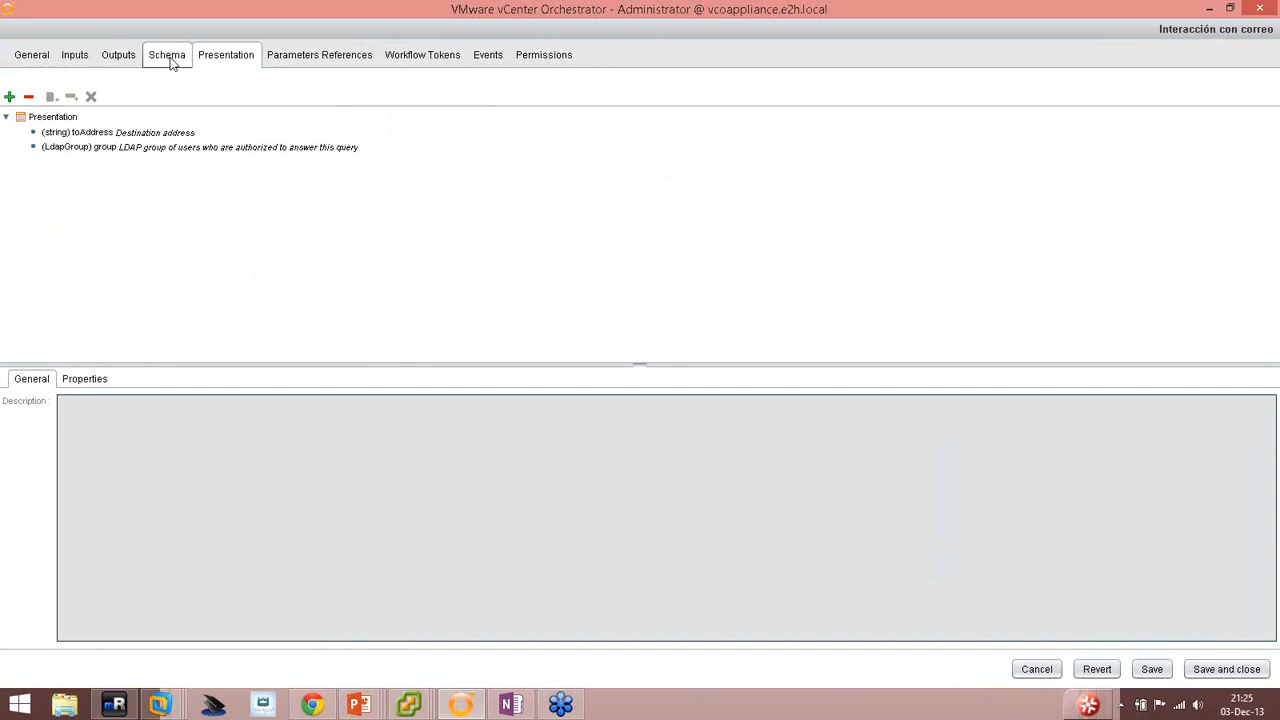 VMware vCenter Orchestrator - Administrator @ vcoappliance.e2h.local
Interacción con correo
General Inputs Outputs Schema Presentation Parameters References Workflow Tokens Events Permissions
Presentation
(string) toAddress Destination address
(LdapGroup) group LDAP group of users who are authorized to answer this query
General Properties
Description :
Cancel Revert Save Save and close
21:25
03-Dec-13